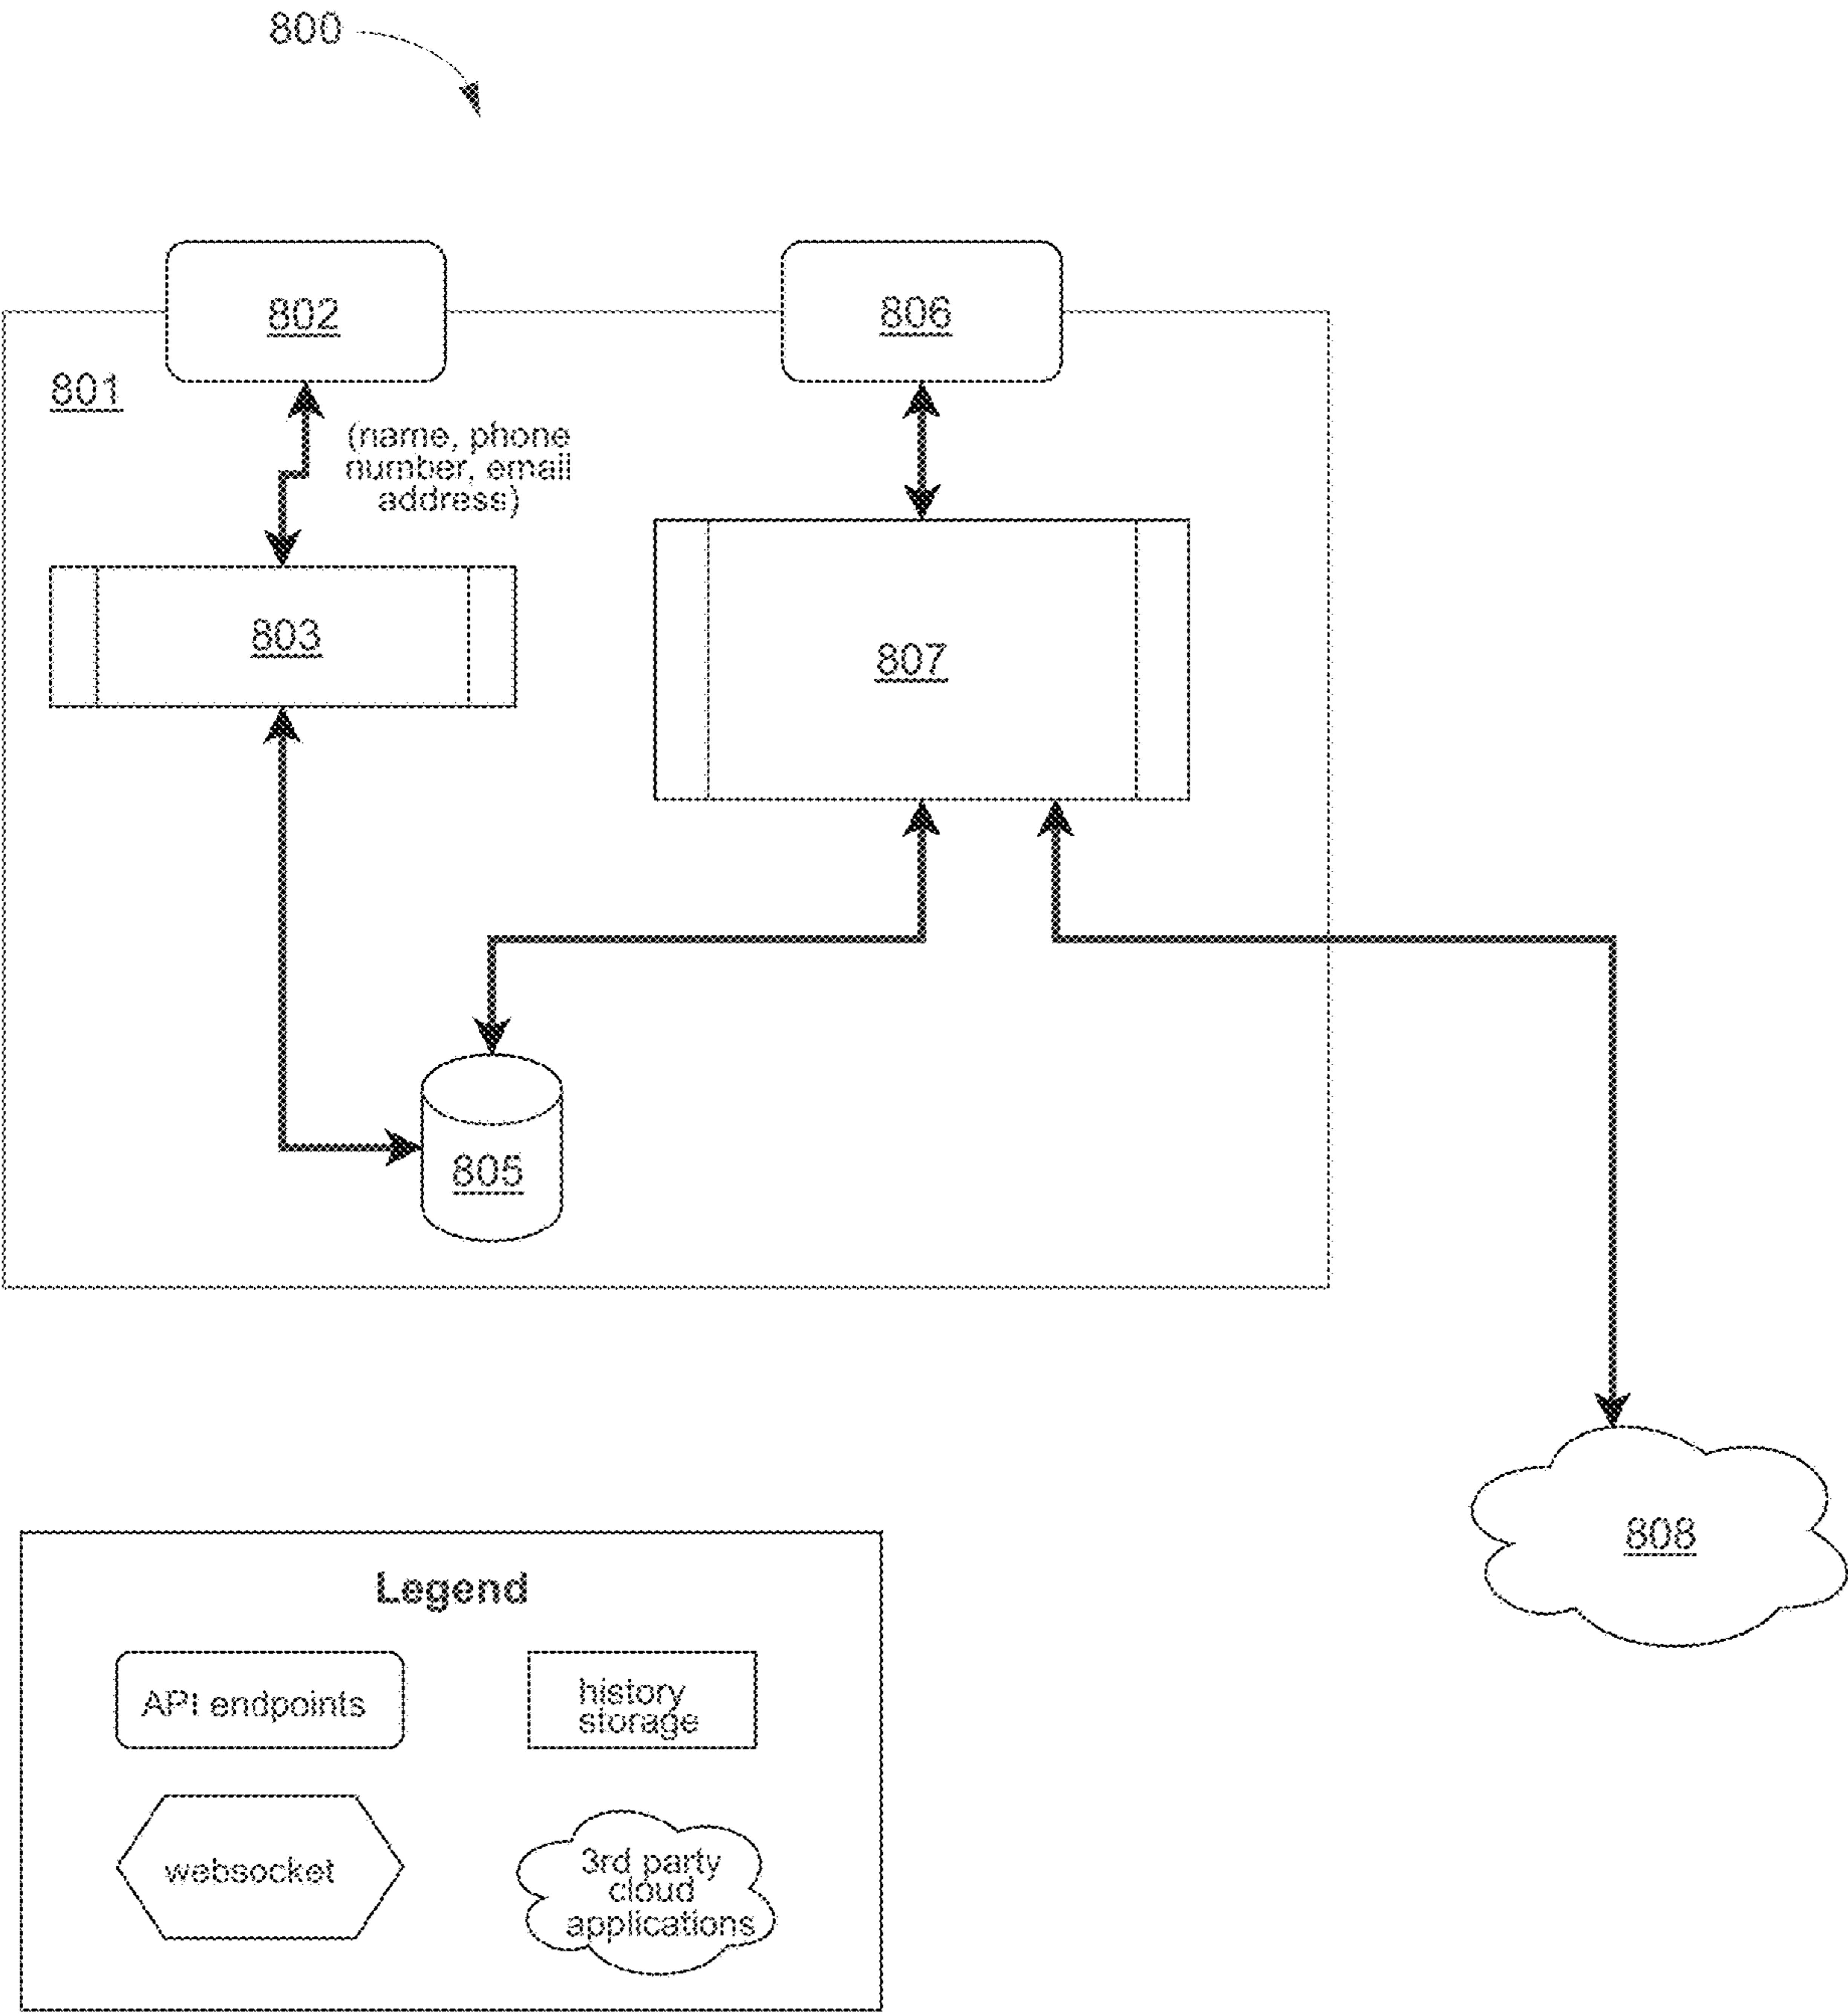 800
802
806
801
(name, phone
number, email
address)
803
807
805
808
Legend
API endpoints
history
storage
websocket
3rd party
cloud
applications